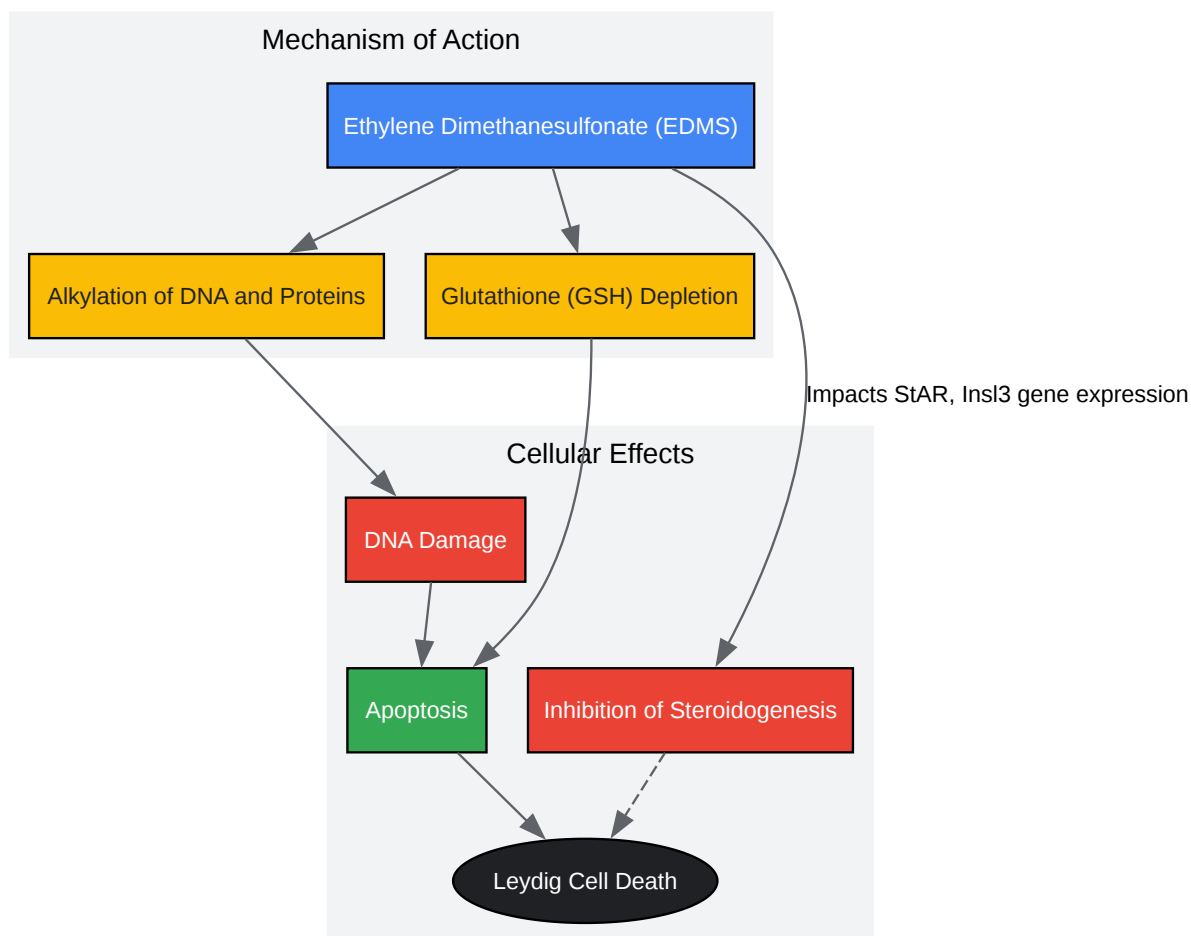 Mechanism of Action
Ethylene Dimethanesulfonate (EDMS)
Alkylation of DNA and Proteins
Glutathione (GSH) Depletion
Impacts StAR, Insl3 gene expression
Cellular Effects
DNA Damage
Apoptosis
Inhibition of Steroidogenesis
Leydig Cell Death